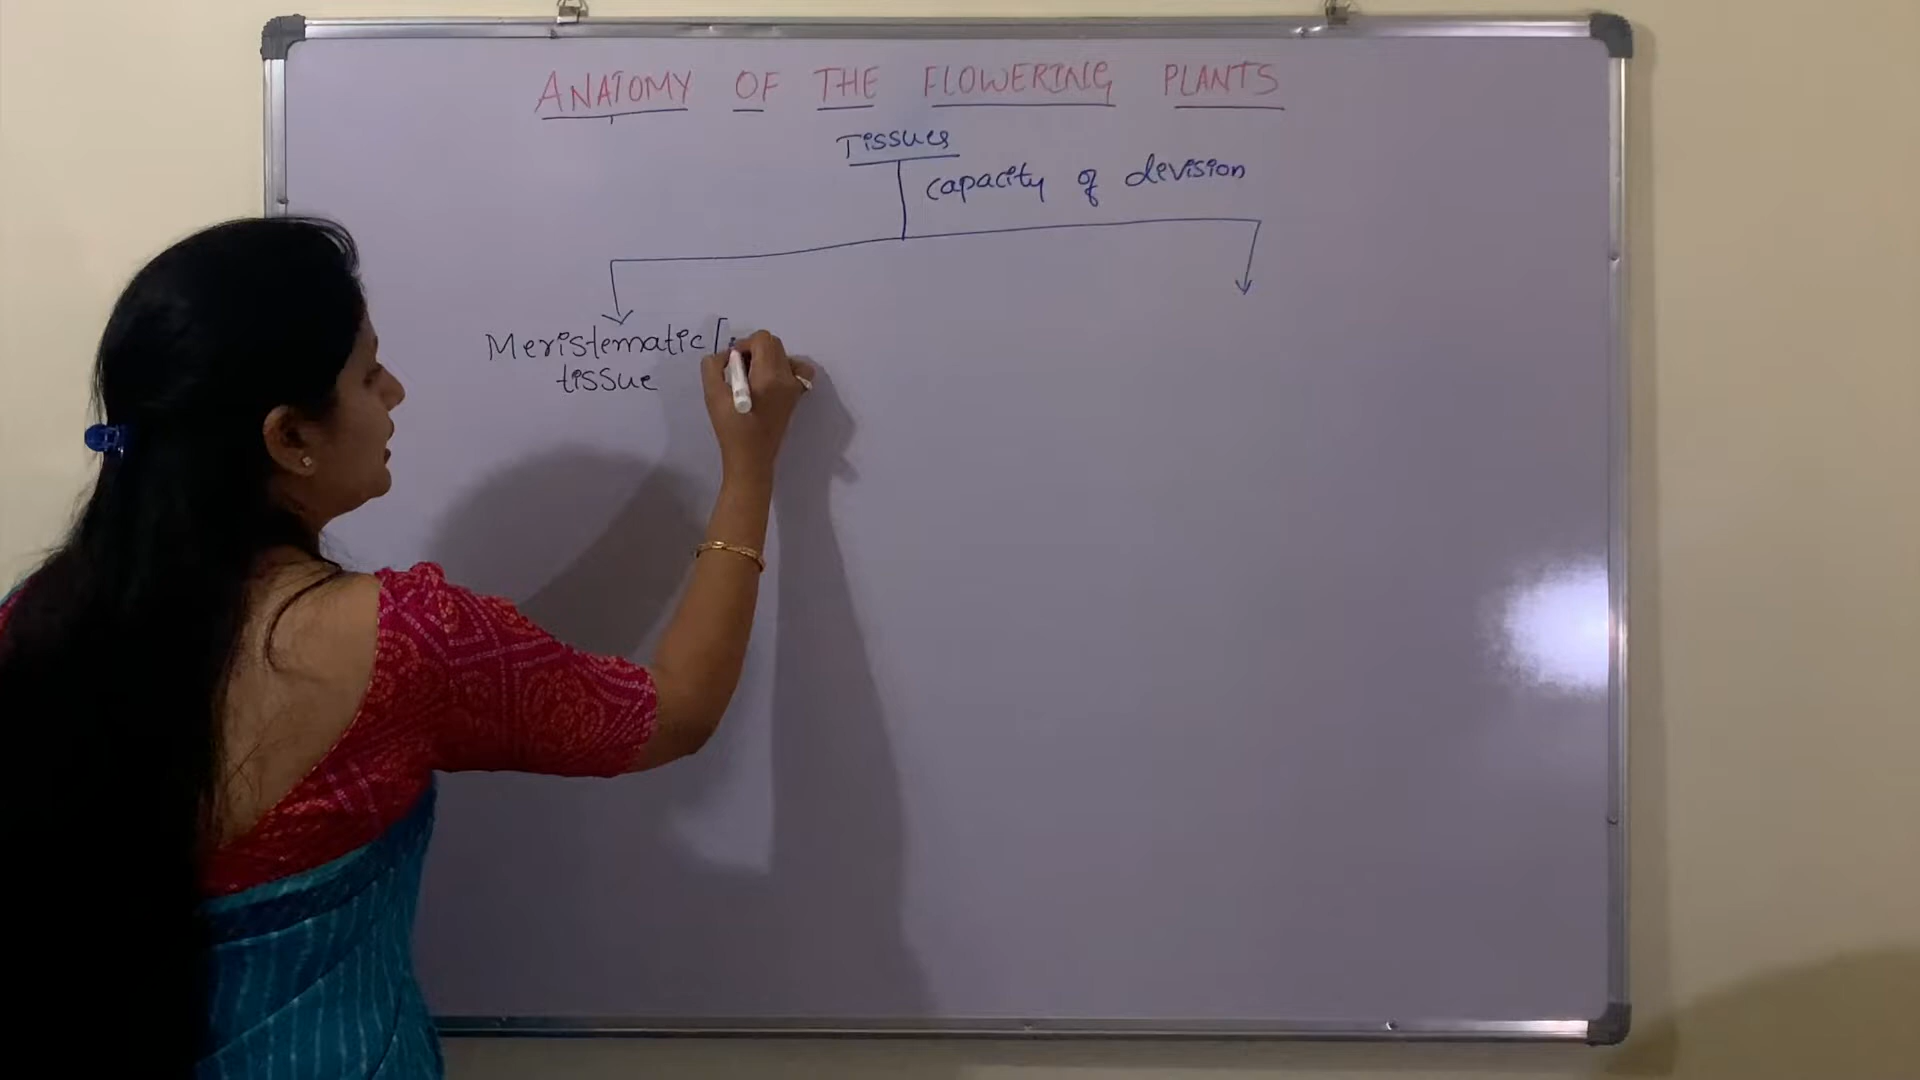 ANATOMY OF THE FLOWERING PLANTS
Tissues
capacity of devision
Meristematic [
tissue